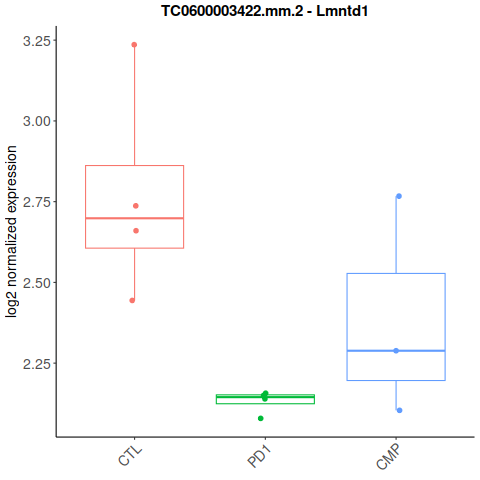 TC0600003422.mm.2 - Lmntd1
log2 normalized expression
3.25
3.00
2.75
2.50
2.25
CTL
PD1
CMP